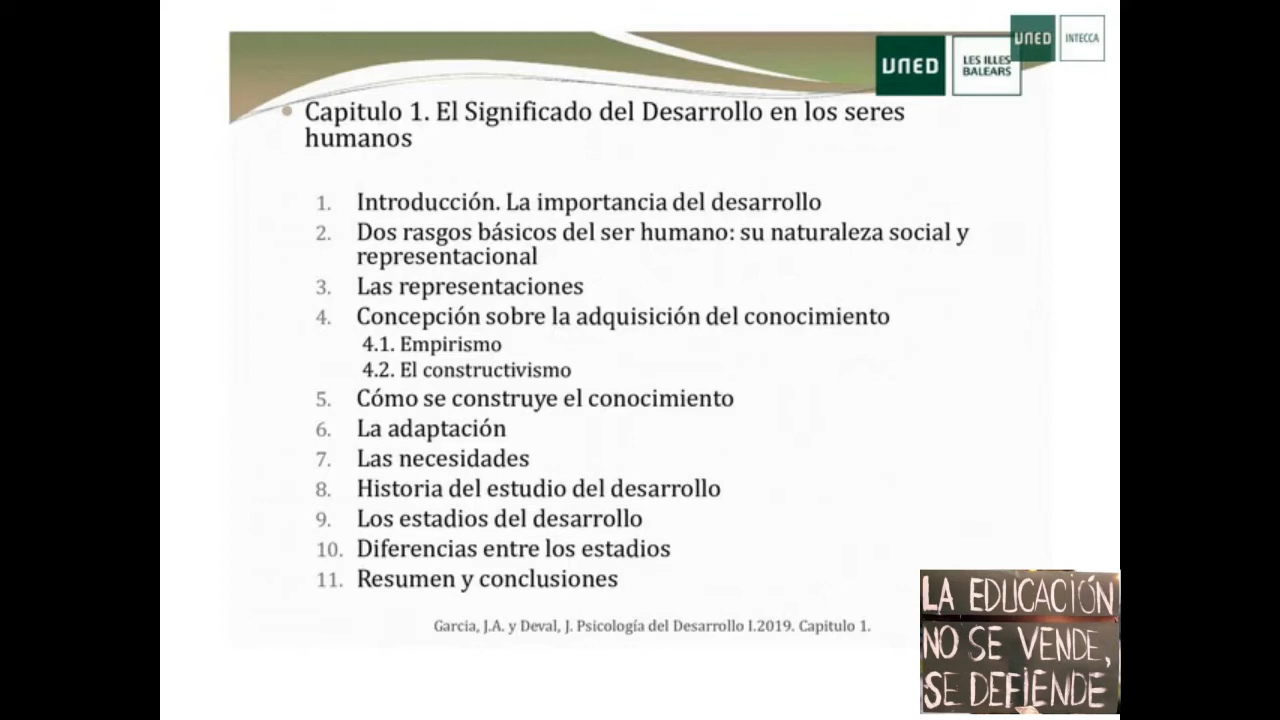 UNED
INTECCA
UNED
LES ILLES
BALEARS
• Capitulo 1. El Significado del Desarrollo en los seres
humanos
1. Introducción. La importancia del desarrollo
2. Dos rasgos básicos del ser humano: su naturaleza social y
representacional
3. Las representaciones
4. Concepción sobre la adquisición del conocimiento
4.1. Empirismo
4.2. El constructivismo
5. Cómo se construye el conocimiento
6. La adaptación
7. Las necesidades
8. Historia del estudio del desarrollo
9. Los estadios del desarrollo
10. Diferencias entre los estadios
11. Resumen y conclusiones
Garcia, J.A. y Deval, J. Psicología del Desarrollo I.2019. Capitulo 1.
LA EDUCACIÓN
NO SE VENDE,
SE DEFIENDE